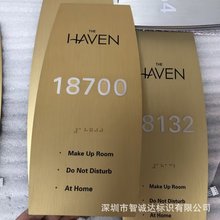 THE
HAVEN
18700
• Make Up Room
• Do Not Disturb
• At Home
THE
HAVEN
8132
• Make Up Room
• Do Not Disturb
• At Home
4
深圳市智诚达标识有限公司